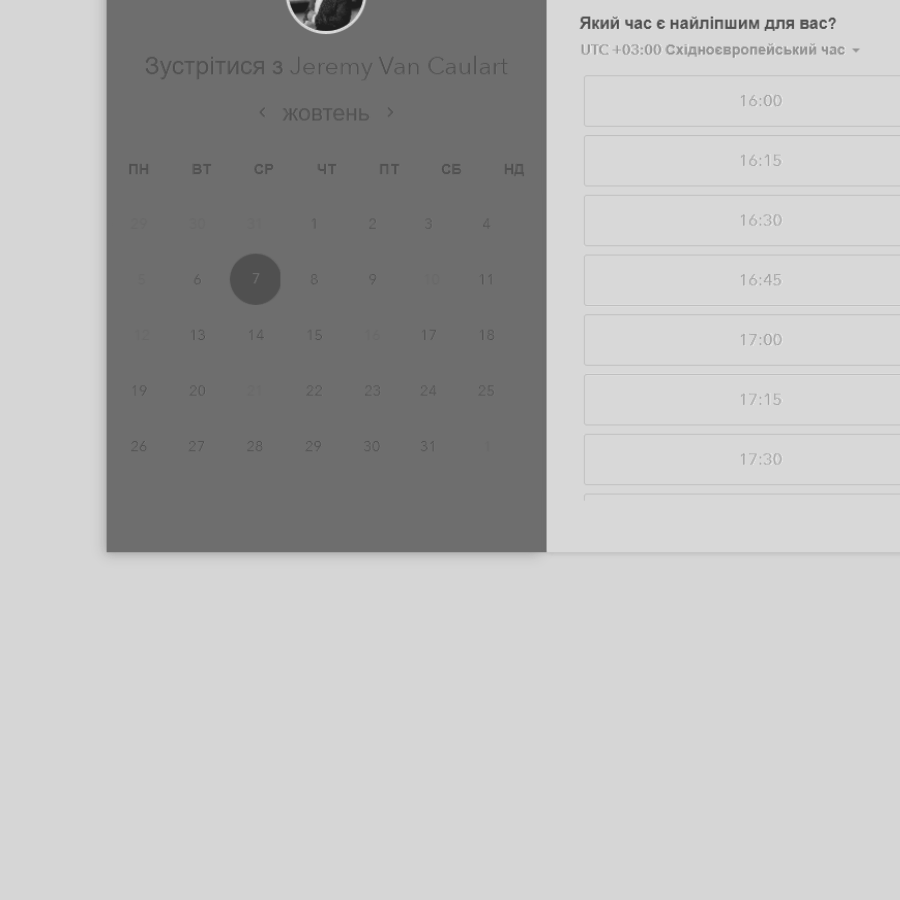 Зустрітися з Jeremy Van Caulart
жовтень
ПН ВТ СР ЧТ ПТ СБ НД
29 30 31 1 2 3 4
5 6 7 8 9 10 11
12 13 14 15 16 17 18
19 20 21 22 23 24 25
26 27 28 29 30 31 1
Який час є найліпшим для вас?
UTC +03:00 Східноєвропейський час
16:00
16:15
16:30
16:45
17:00
17:15
17:30